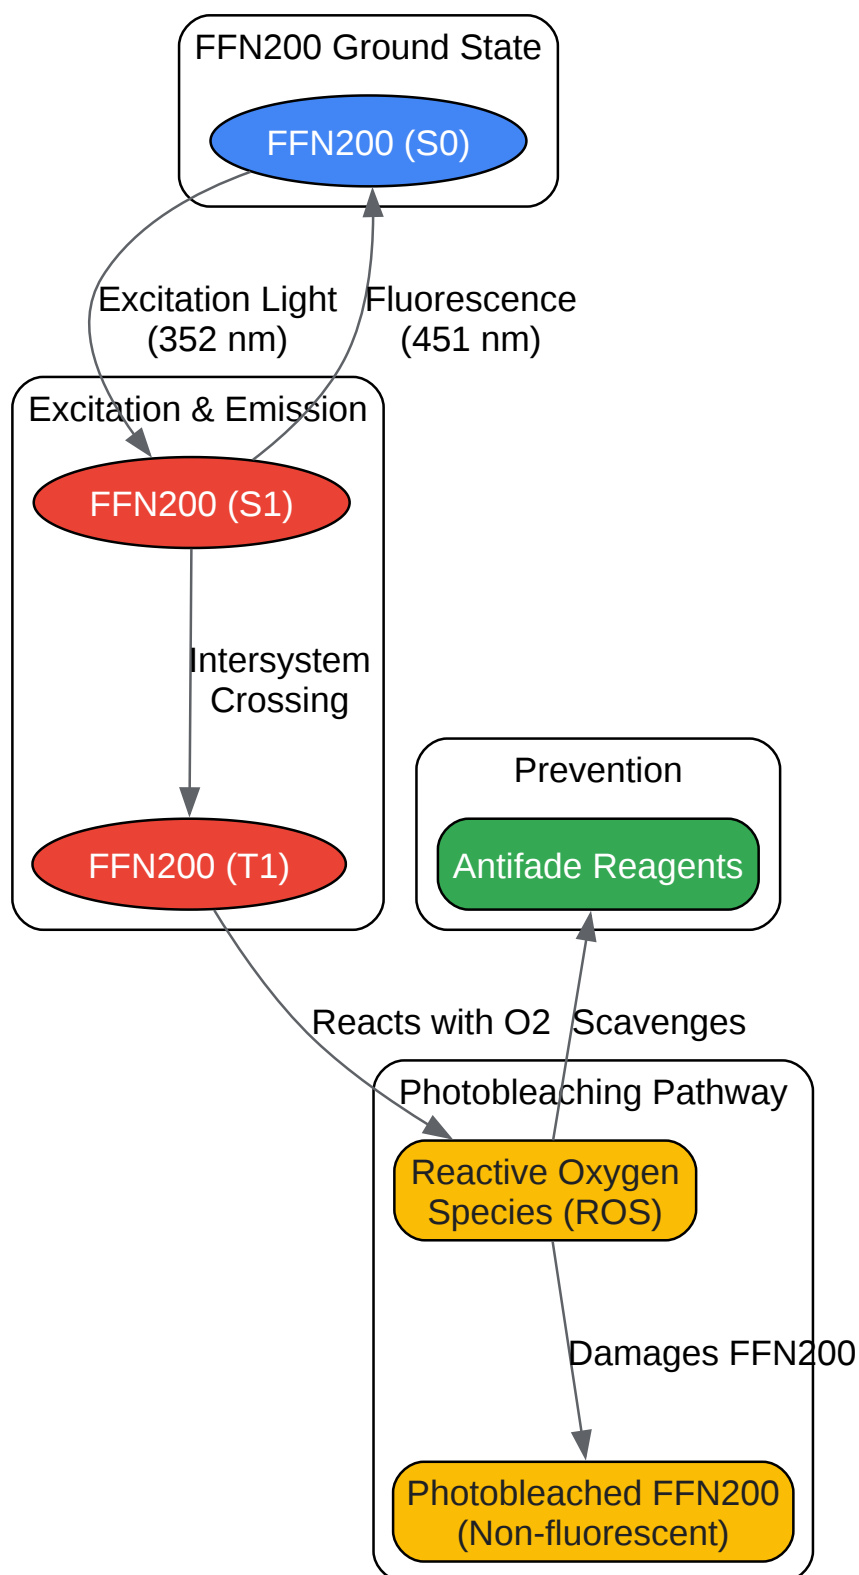 FFN200 Ground State
FFN200 (S0)
Excitation Light
(352 nm)
Fluorescence
(451 nm)
Excitation & Emission
FFN200 (S1)
Intersystem
Crossing
FFN200 (T1)
Prevention
Antifade Reagents
Reacts with O2
Scavenges
Photobleaching Pathway
Reactive Oxygen
Species (ROS)
Damages FFN200
Photobleached FFN200
(Non-fluorescent)